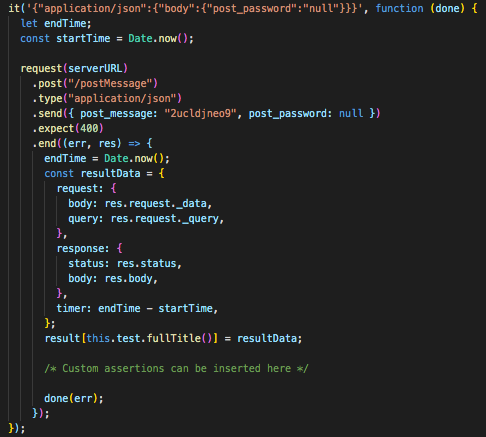 it('{"application/json":{"body":{"post_password":"null"}}}', function (done) {
  let endTime;
  const startTime = Date.now();

  request(serverURL)
    .post("/postMessage")
    .type("application/json")
    .send({ post_message: "2ucldjneo9", post_password: null })
    .expect(400)
    .end((err, res) => {
      endTime = Date.now();
      const resultData = {
        request: {
          body: res.request._data,
          query: res.request._query,
        },
        response: {
          status: res.status,
          body: res.body,
        },
        timer: endTime - startTime,
      };
      result[this.test.fullTitle()] = resultData;

      /* Custom assertions can be inserted here */

      done(err);
    });
});